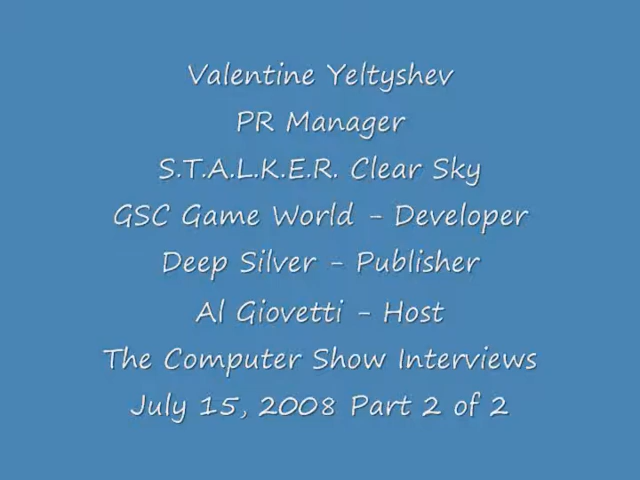 Valentine Yeltyshev
PR Manager
S.T.A.L.K.E.R. Clear Sky
GSC Game World - Developer
Deep Silver - Publisher
Al Giovetti - Host
The Computer Show Interviews
July 15, 2008 Part 2 of 2